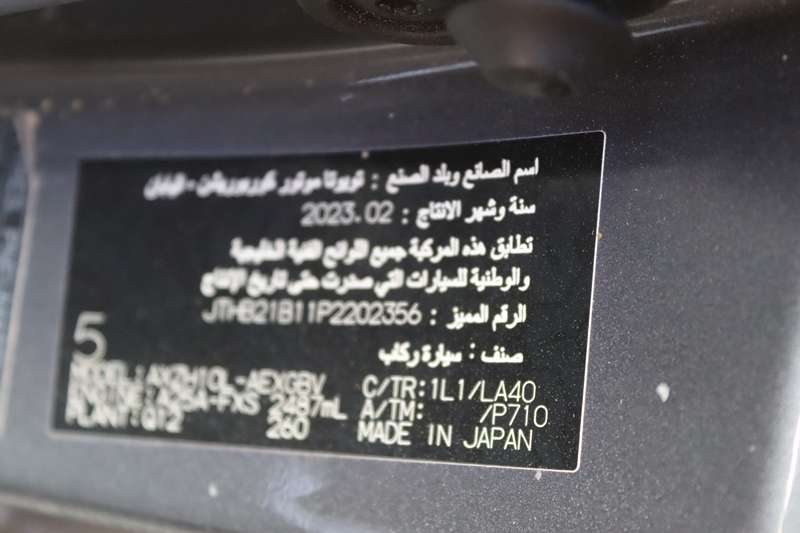 اسم الصانع وبلد الصنع : تويوتا موتور كوربوريشن - اليابان
سنة وشهر الانتاج : 2023.02
تطابق هذه المركبة جميع اللوائح الفنية الخليجية
والوطنية للسيارات التي صدرت حتى تاريخ الإنتاج
الرقم المميز : JTHB21B11P2202356
صنف : سيارة ركاب
5
MODEL:AXZH10L-AEXGBV C/TR:1L1/LA40
ENGINE:A25A-FXS 2487mL A/TM: /P710
PLANT:Q12 260 MADE IN JAPAN